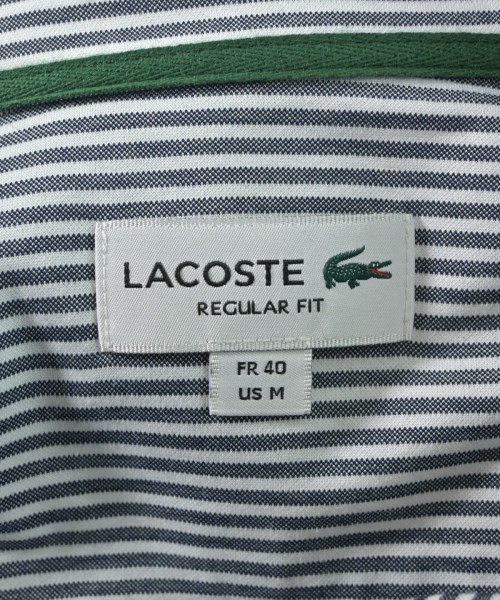 LACOSTE
REGULAR FIT
FR 40
US M